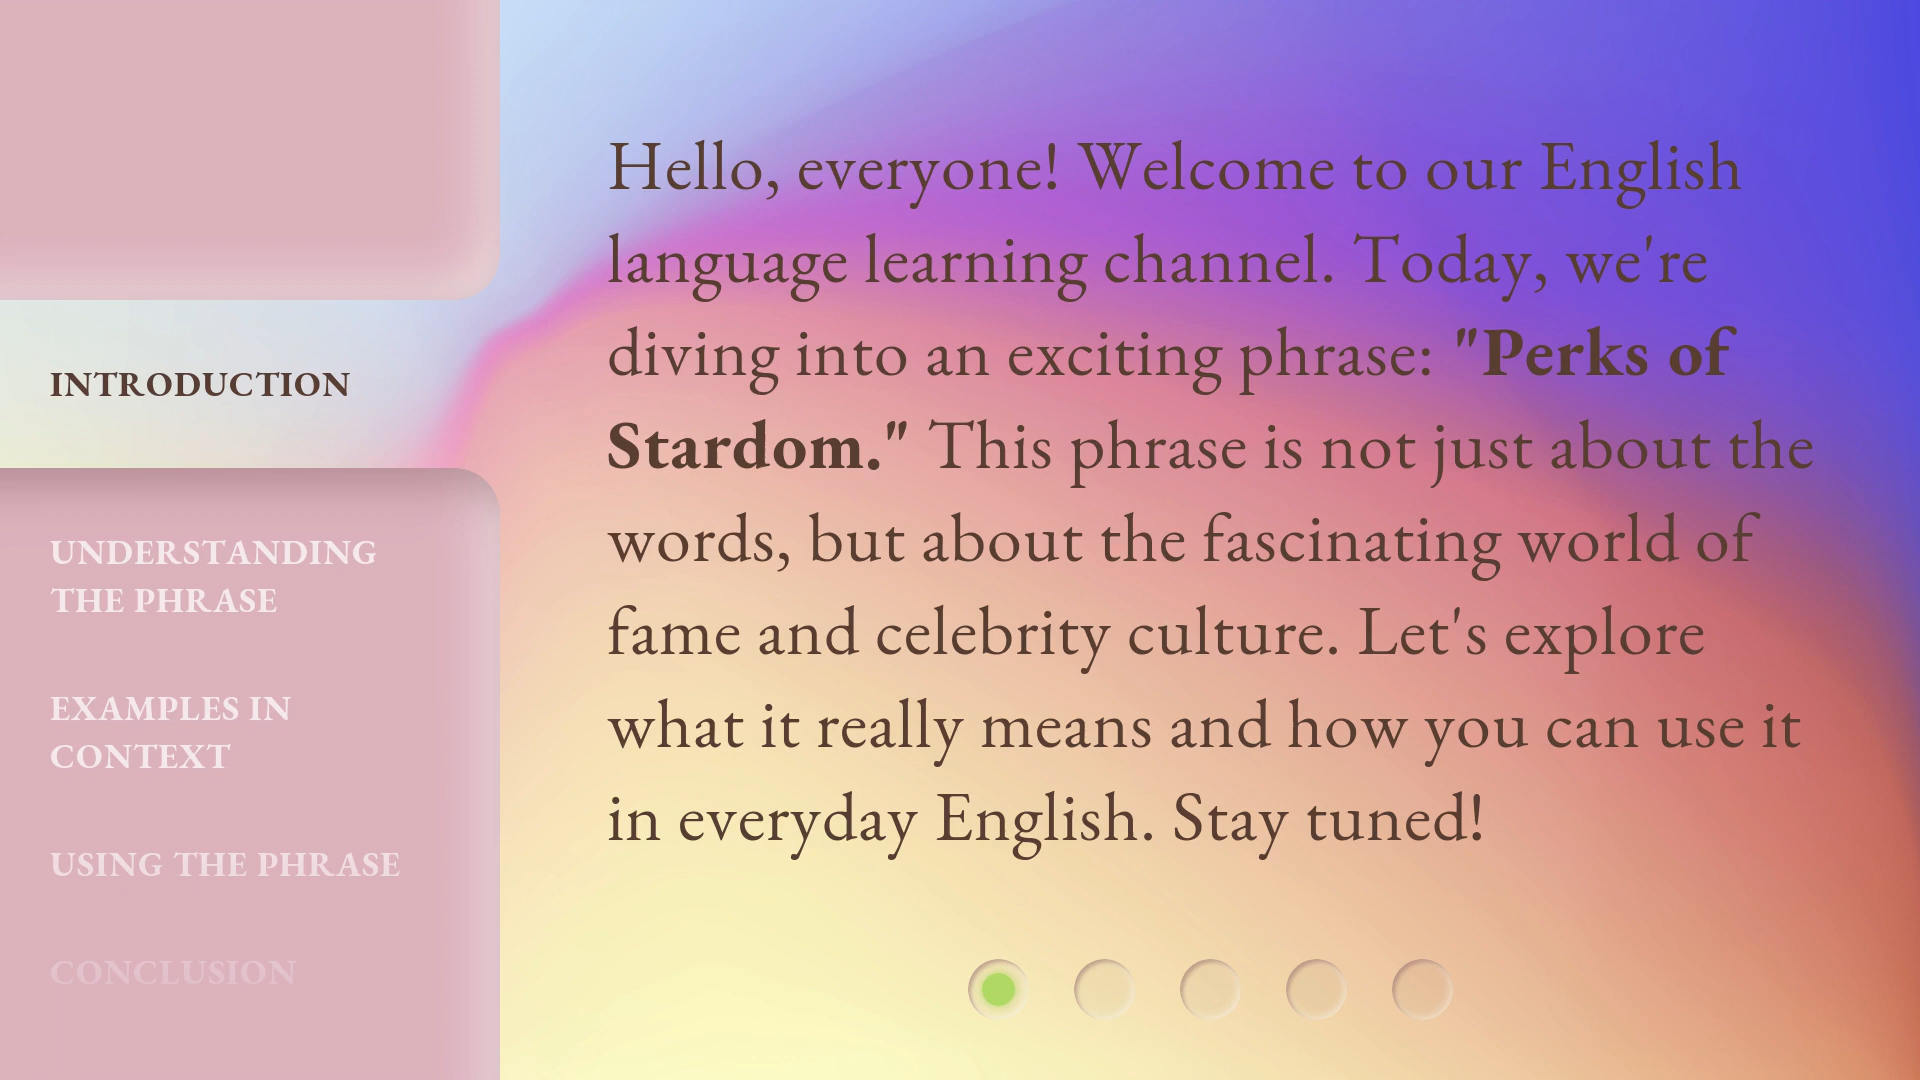 INTRODUCTION
UNDERSTANDING
THE PHRASE
EXAMPLES IN
CONTEXT
USING THE PHRASE
CONCLUSION
Hello, everyone! Welcome to our English
language learning channel. Today, we're
diving into an exciting phrase: "Perks of
Stardom." This phrase is not just about the
words, but about the fascinating world of
fame and celebrity culture. Let's explore
what it really means and how you can use it
in everyday English. Stay tuned!